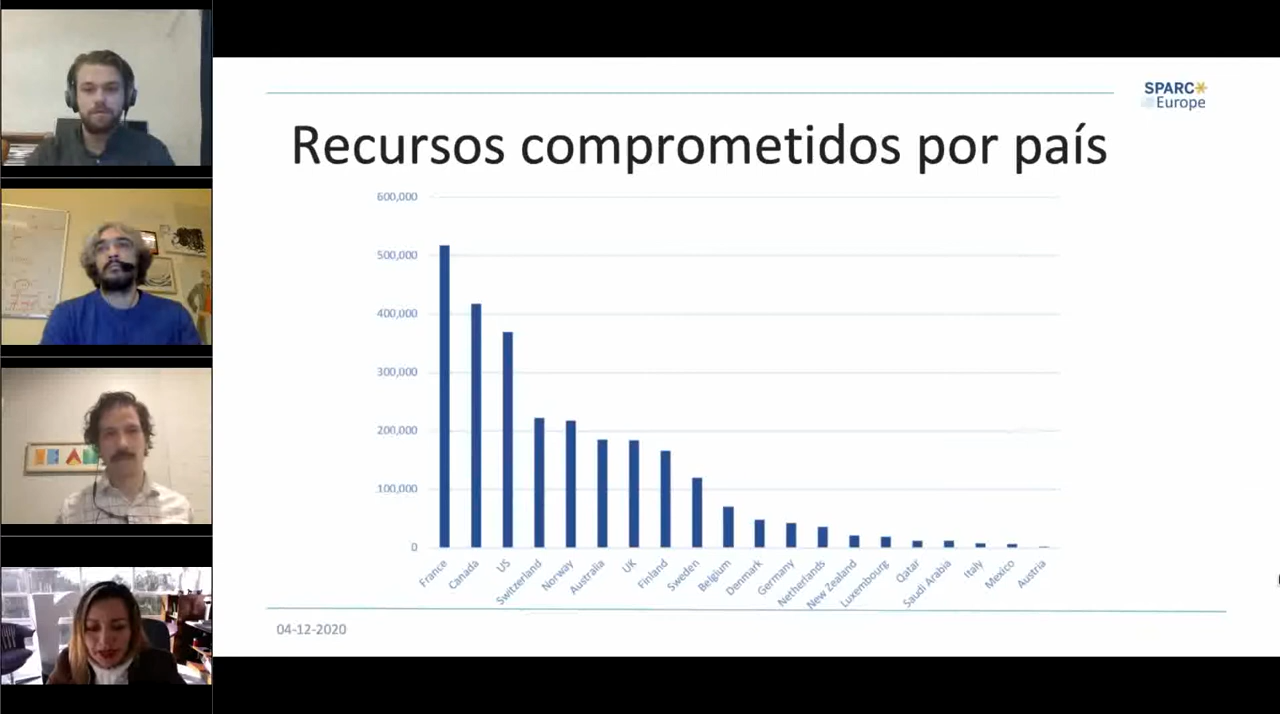 SPARC
Europe
Recursos comprometidos por país
600,000
500,000
400,000
300,000
200,000
100,000
0
France
Canada
US
Switzerland
Norway
Australia
UK
Finland
Sweden
Belgium
Denmark
Germany
Netherlands
New Zealand
Luxembourg
Qatar
Saudi Arabia
Italy
Mexico
Austria
04-12-2020